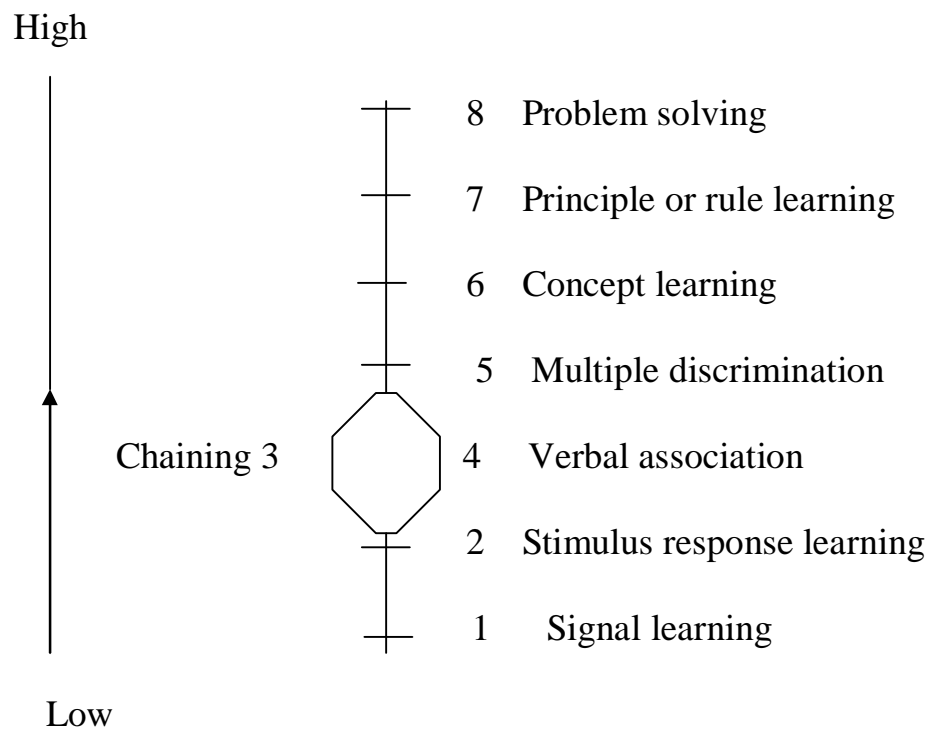 High
8 Problem solving
7 Principle or rule learning
6 Concept learning
5 Multiple discrimination
Chaining 3 4 Verbal association
2 Stimulus response learning
1 Signal learning
Low